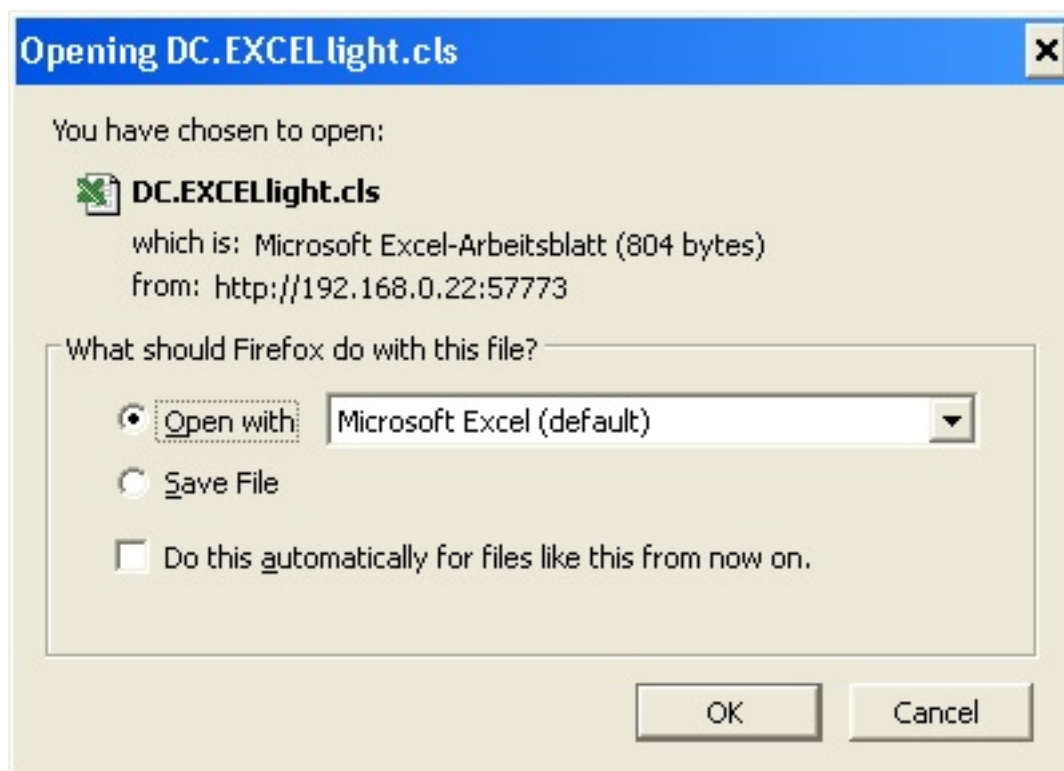 Opening DC.EXCELlight.cls
You have chosen to open:
DC.EXCELlight.cls
which is: Microsoft Excel-Arbeitsblatt (804 bytes)
from: http://192.168.0.22:57773
What should Firefox do with this file?
Open with Microsoft Excel (default)
Save File
Do this automatically for files like this from now on.
OK Cancel